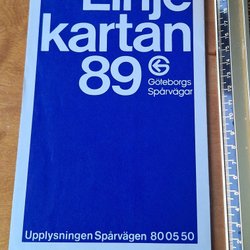 Linje
kartan
89
Göteborgs
Spårvägar
Upplysningen Spårvägen 80 05 50